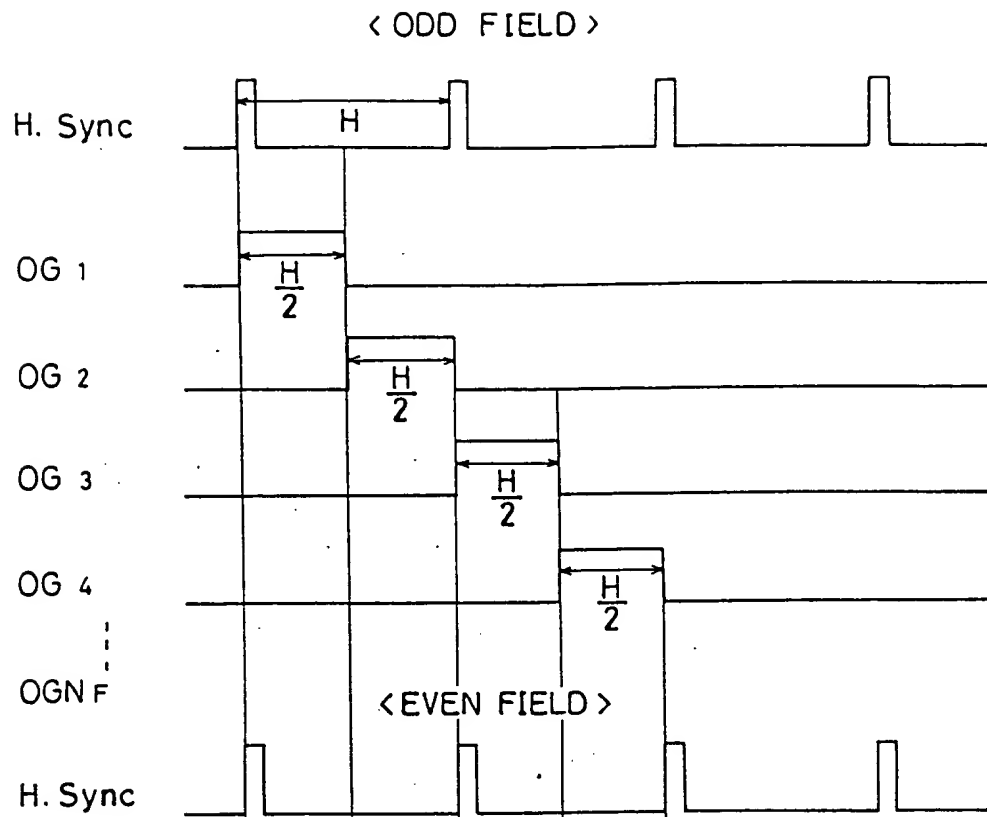 < ODD FIELD >
H. Sync
H
OG 1
H/2
OG 2
H/2
OG 3
H/2
OG 4
H/2
OGN F
< EVEN FIELD >
H. Sync